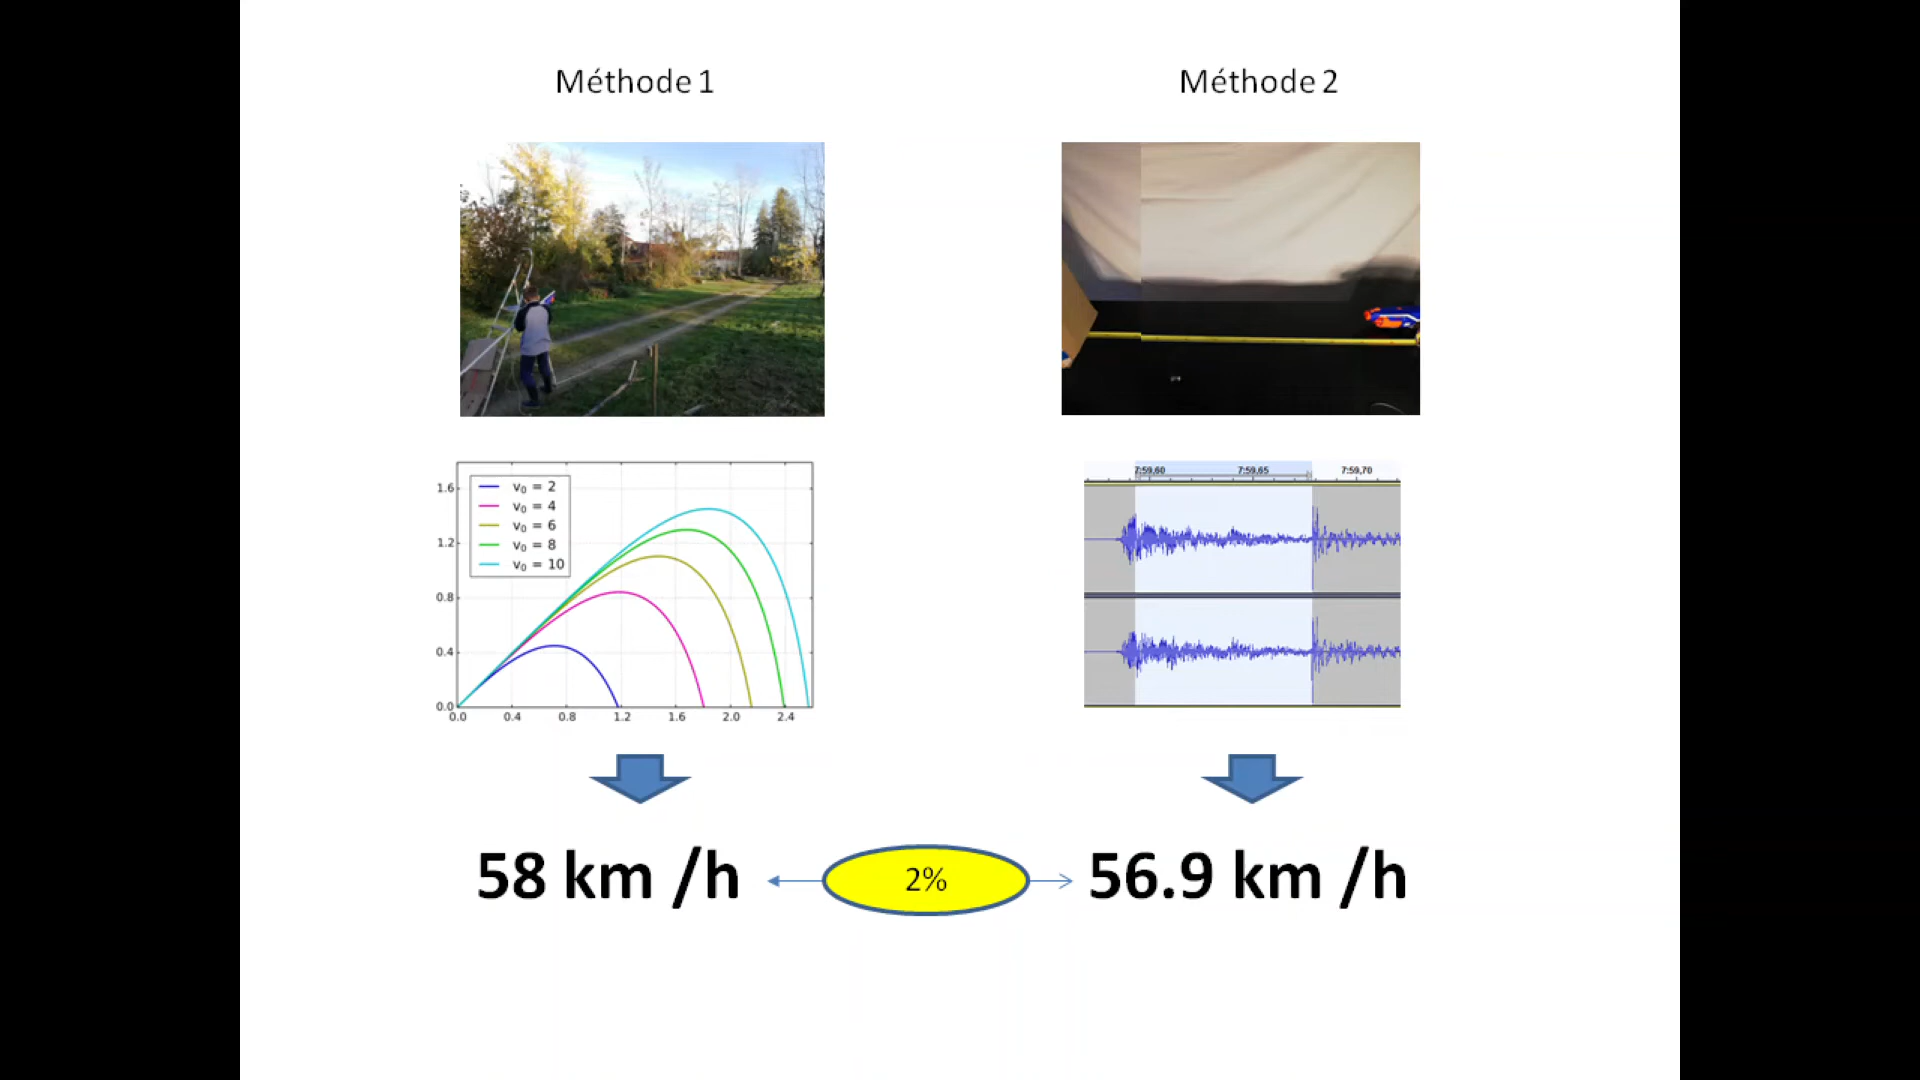 Méthode 1
Méthode 2
v0 = 2
v0 = 4
v0 = 6
v0 = 8
v0 = 10
1.6
1.2
0.8
0.4
0.0
0.0 0.4 0.8 1.2 1.6 2.0 2.4
7:59,60 7:59,65 7:59,70
58 km /h
2%
56.9 km /h